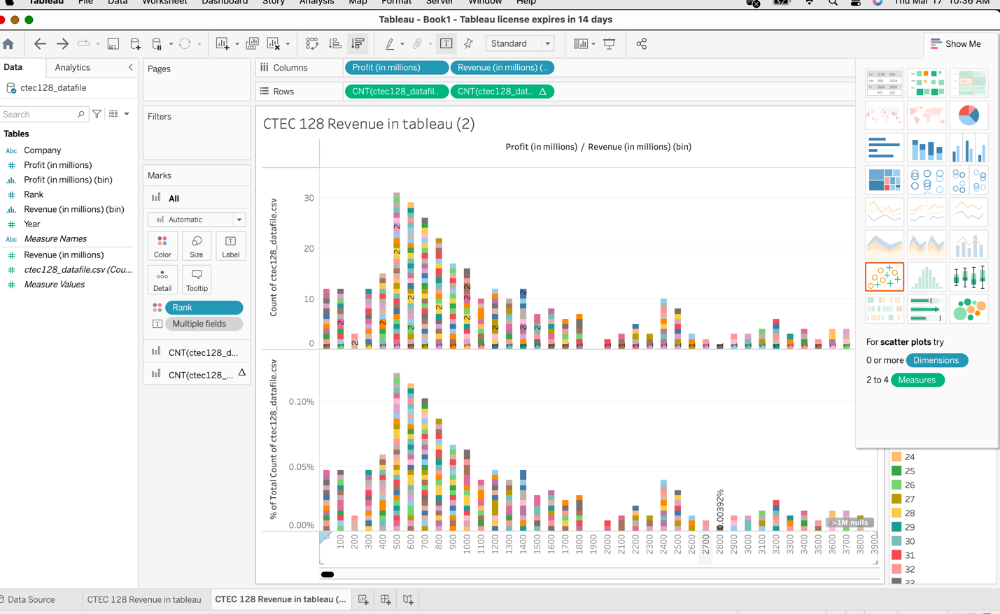 Tableau File Data Worksheet Dashboard Story Analysis Map Format Server Window Help Thu Mar 17 10:36 AM
Tableau - Book1 - Tableau license expires in 14 days
Standard
Show Me
Data Analytics
ctec128_datafile
Search
Tables
Company
Profit (in millions)
Profit (in millions) (bin)
Rank
Revenue (in millions) (bin)
Year
Measure Names
Revenue (in millions)
ctec128_datafile.csv (Cou...
Measure Values
Pages
Filters
Marks
All
Automatic
Color Size Label
Detail Tooltip
Rank
Multiple fields
CNT(ctec128_d...
CNT(ctec128_...
Columns Profit (in millions) Revenue (in millions) (..
Rows CNT(ctec128_datafil.. CNT(ctec128_dat..
CTEC 128 Revenue in tableau (2)
Profit (in millions) / Revenue (in millions) (bin)
Count of ctec128_datafile.csv
30
20
10
0
% of Total Count of ctec128_datafile.csv
0.10%
0.05%
0.00%
0.00392%
>1M nulls
0 100 200 300 400 500 600 700 800 900 1000 1100 1200 1300 1400 1500 1600 1700 1800 1900 2000 2100 2200 2300 2400 2500 2600 2700 2800 2900 3000 3100 3200 3300 3400 3500 3600 3700 3800 3900
For scatter plots try
0 or more Dimensions
2 to 4 Measures
24
25
26
27
28
29
30
31
32
33
Data Source CTEC 128 Revenue in tableau CTEC 128 Revenue in tableau (...